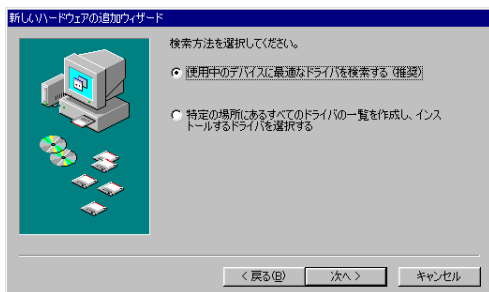 新しいハードウェアの追加ウィザード
検索方法を選択してください。
使用中のデバイスに最適なドライバを検索する (推奨)
特定の場所にあるすべてのドライバの一覧を作成し、インス
トールするドライバを選択する
< 戻る(B)
次へ >
キャンセル